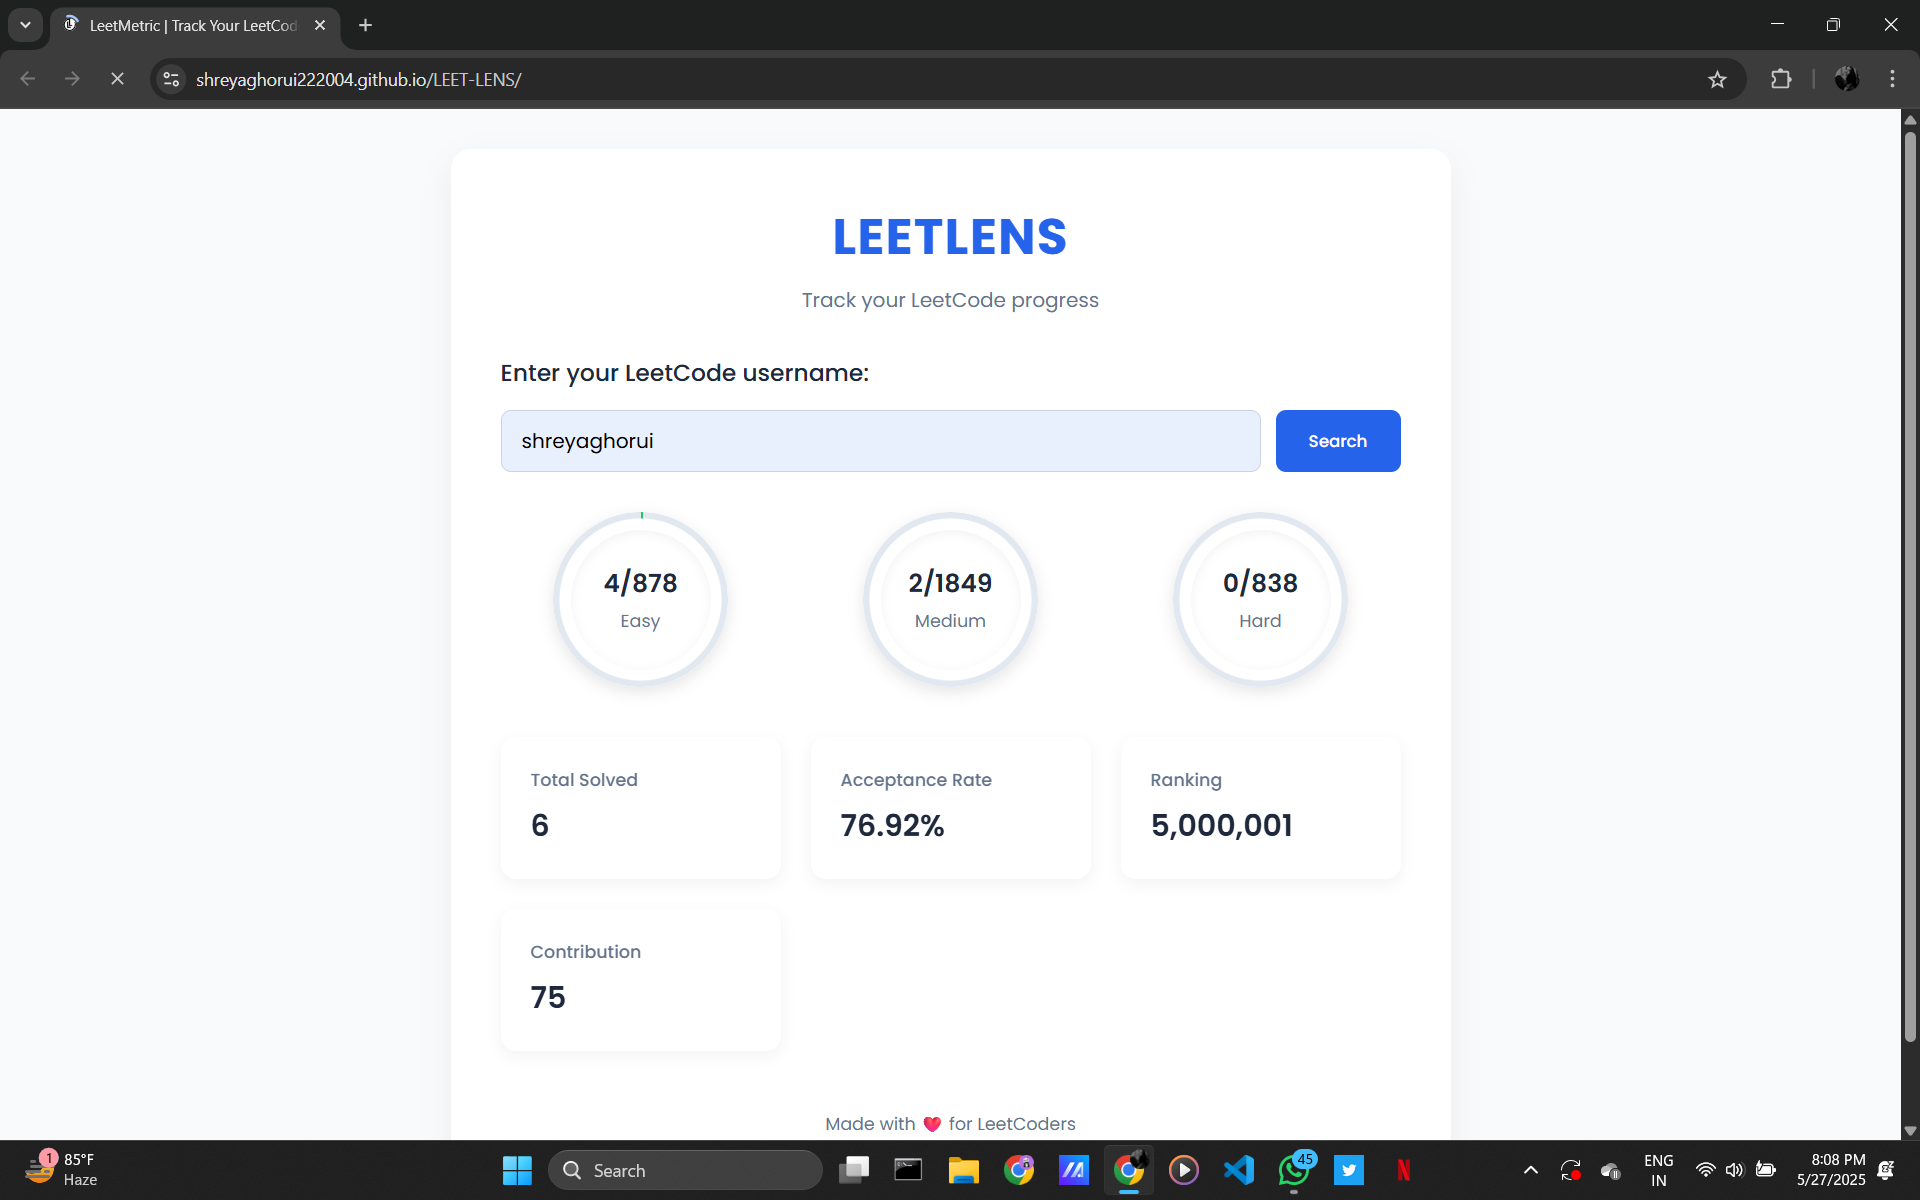 LeetMetric | Track Your LeetCod
shreyaghorui222004.github.io/LEET-LENS/
LEETLENS
Track your LeetCode progress
Enter your LeetCode username:
shreyaghorui
Search
4/878
Easy
2/1849
Medium
0/838
Hard
Total Solved
6
Acceptance Rate
76.92%
Ranking
5,000,001
Contribution
75
Made with ❤️ for LeetCoders
1
85°F
Haze
Search
45
ENG
IN
8:08 PM
5/27/2025